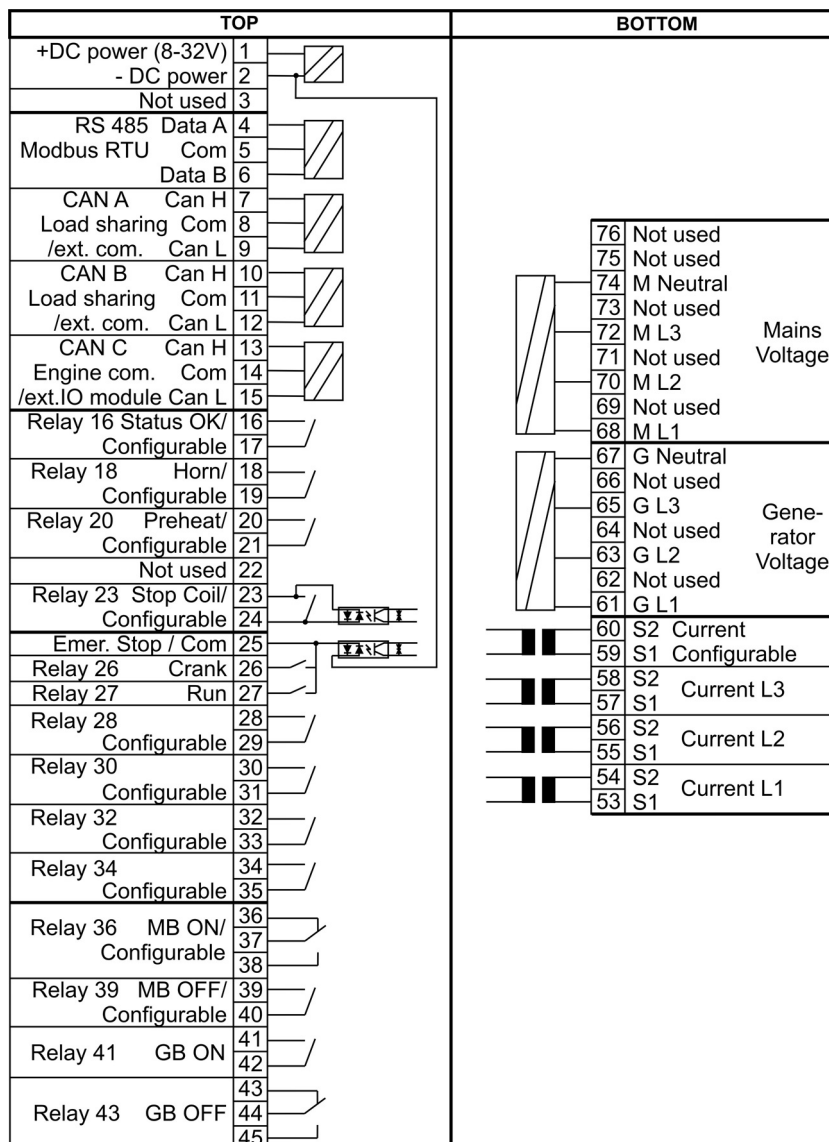 TOP
+DC power (8-32V) 1
- DC power 2
Not used 3
RS 485 Data A 4
Modbus RTU Com 5
Data B 6
CAN A Can H 7
Load sharing Com 8
/ext. com. Can L 9
CAN B Can H 10
Load sharing Com 11
/ext. com. Can L 12
CAN C Can H 13
Engine com. Com 14
/ext.IO module Can L 15
Relay 16 Status OK/ 16
Configurable 17
Relay 18 Horn/ 18
Configurable 19
Relay 20 Preheat/ 20
Configurable 21
Not used 22
Relay 23 Stop Coil/ 23
Configurable 24
Emer. Stop / Com 25
Relay 26 Crank 26
Relay 27 Run 27
Relay 28 28
Configurable 29
Relay 30 30
Configurable 31
Relay 32 32
Configurable 33
Relay 34 34
Configurable 35
36
Relay 36 MB ON/ 37
Configurable
38
Relay 39 MB OFF/ 39
Configurable 40
41
Relay 41 GB ON
42
43
Relay 43 GB OFF 44
45
BOTTOM
76 Not used
75 Not used
74 M Neutral
73 Not used
72 M L3 Mains
71 Not used Voltage
70 M L2
69 Not used
68 M L1
67 G Neutral
66 Not used
65 G L3 Gene-
64 Not used rator
63 G L2 Voltage
62 Not used
61 G L1
60 S2 Current
59 S1 Configurable
58 S2
Current L3
57 S1
56 S2
Current L2
55 S1
54 S2
Current L1
53 S1